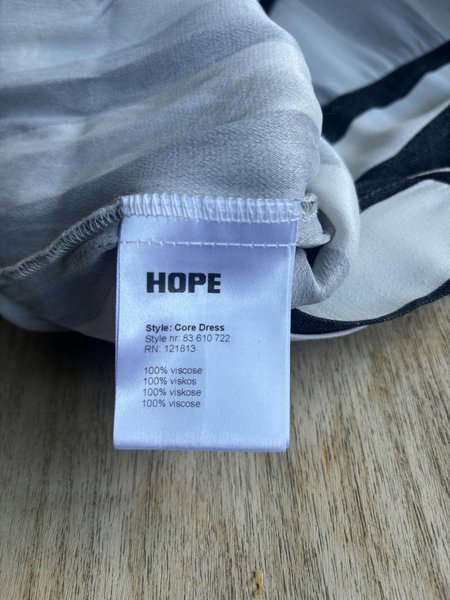 HOPE
Style: Core Dress
Style nr: 83 610 722
RN: 121813
100% viscose
100% viskos
100% viskose
100% viscose